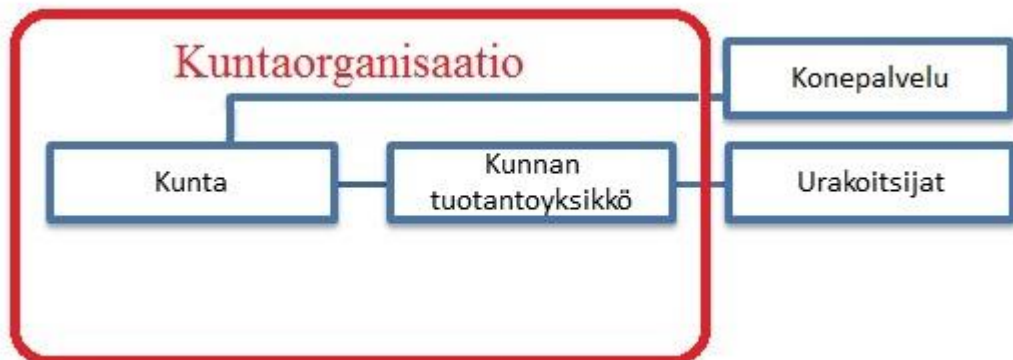 Kuntaorganisaatio
Konepalvelu
Kunta
Kunnan
tuotantoyksikkö
Urakoitsijat